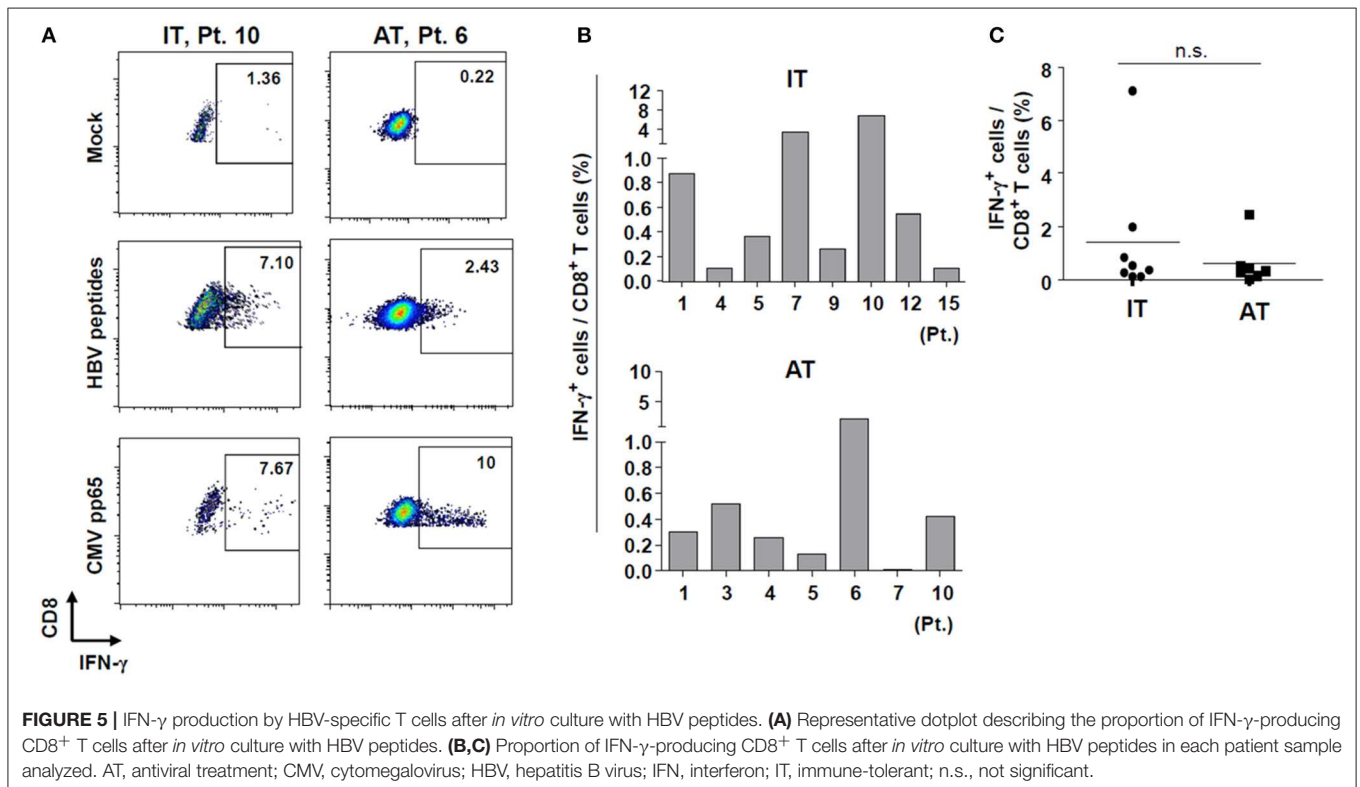 A
IT, Pt. 10
AT, Pt. 6
Mock
1.36
0.22
HBV peptides
7.10
2.43
CMV pp65
7.67
10
CD8
IFN-γ
B
IFN-γ⁺ cells / CD8⁺ T cells (%)
IT
12
8
4
1.0
0.8
0.6
0.4
0.2
0.0
1 4 5 7 9 10 12 15
(Pt.)
AT
10
5
1.0
0.8
0.6
0.4
0.2
0.0
1 3 4 5 6 7 10
(Pt.)
C
n.s.
IFN-γ⁺ cells /
CD8⁺ T cells (%)
8
6
4
2
0
IT AT
FIGURE 5 | IFN-γ production by HBV-specific T cells after in vitro culture with HBV peptides. (A) Representative dotplot describing the proportion of IFN-γ-producing
CD8⁺ T cells after in vitro culture with HBV peptides. (B,C) Proportion of IFN-γ-producing CD8⁺ T cells after in vitro culture with HBV peptides in each patient sample
analyzed. AT, antiviral treatment; CMV, cytomegalovirus; HBV, hepatitis B virus; IFN, interferon; IT, immune-tolerant; n.s., not significant.